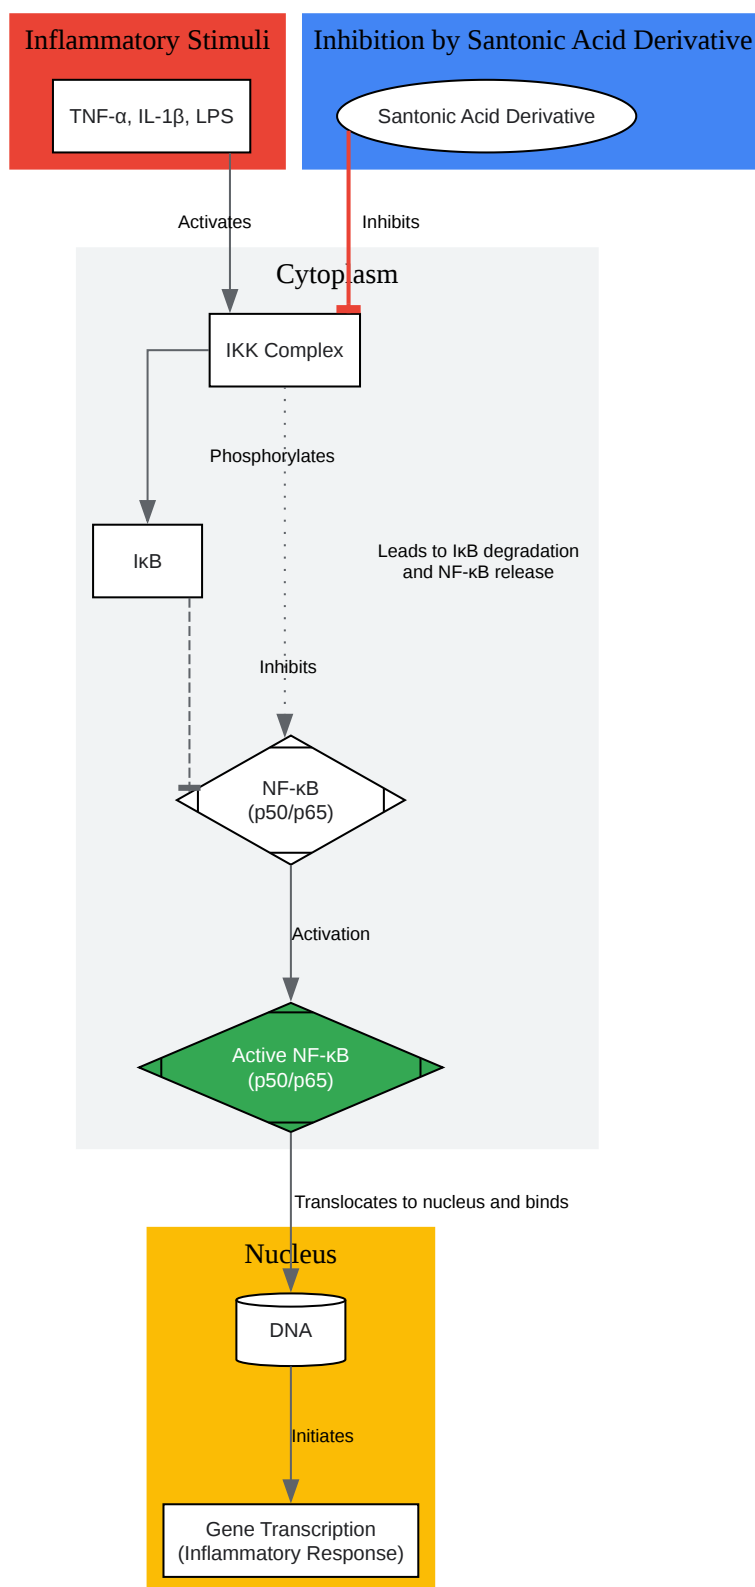 Inflammatory Stimuli
Inhibition by Santonic Acid Derivative
TNF-α, IL-1β, LPS
Santonic Acid Derivative
Activates
Inhibits
Cytoplasm
IKK Complex
Phosphorylates
IκB
Leads to IκB degradation
and NF-κB release
Inhibits
NF-κB
(p50/p65)
Activation
Active NF-κB
(p50/p65)
Translocates to nucleus and binds
Nucleus
DNA
Initiates
Gene Transcription
(Inflammatory Response)